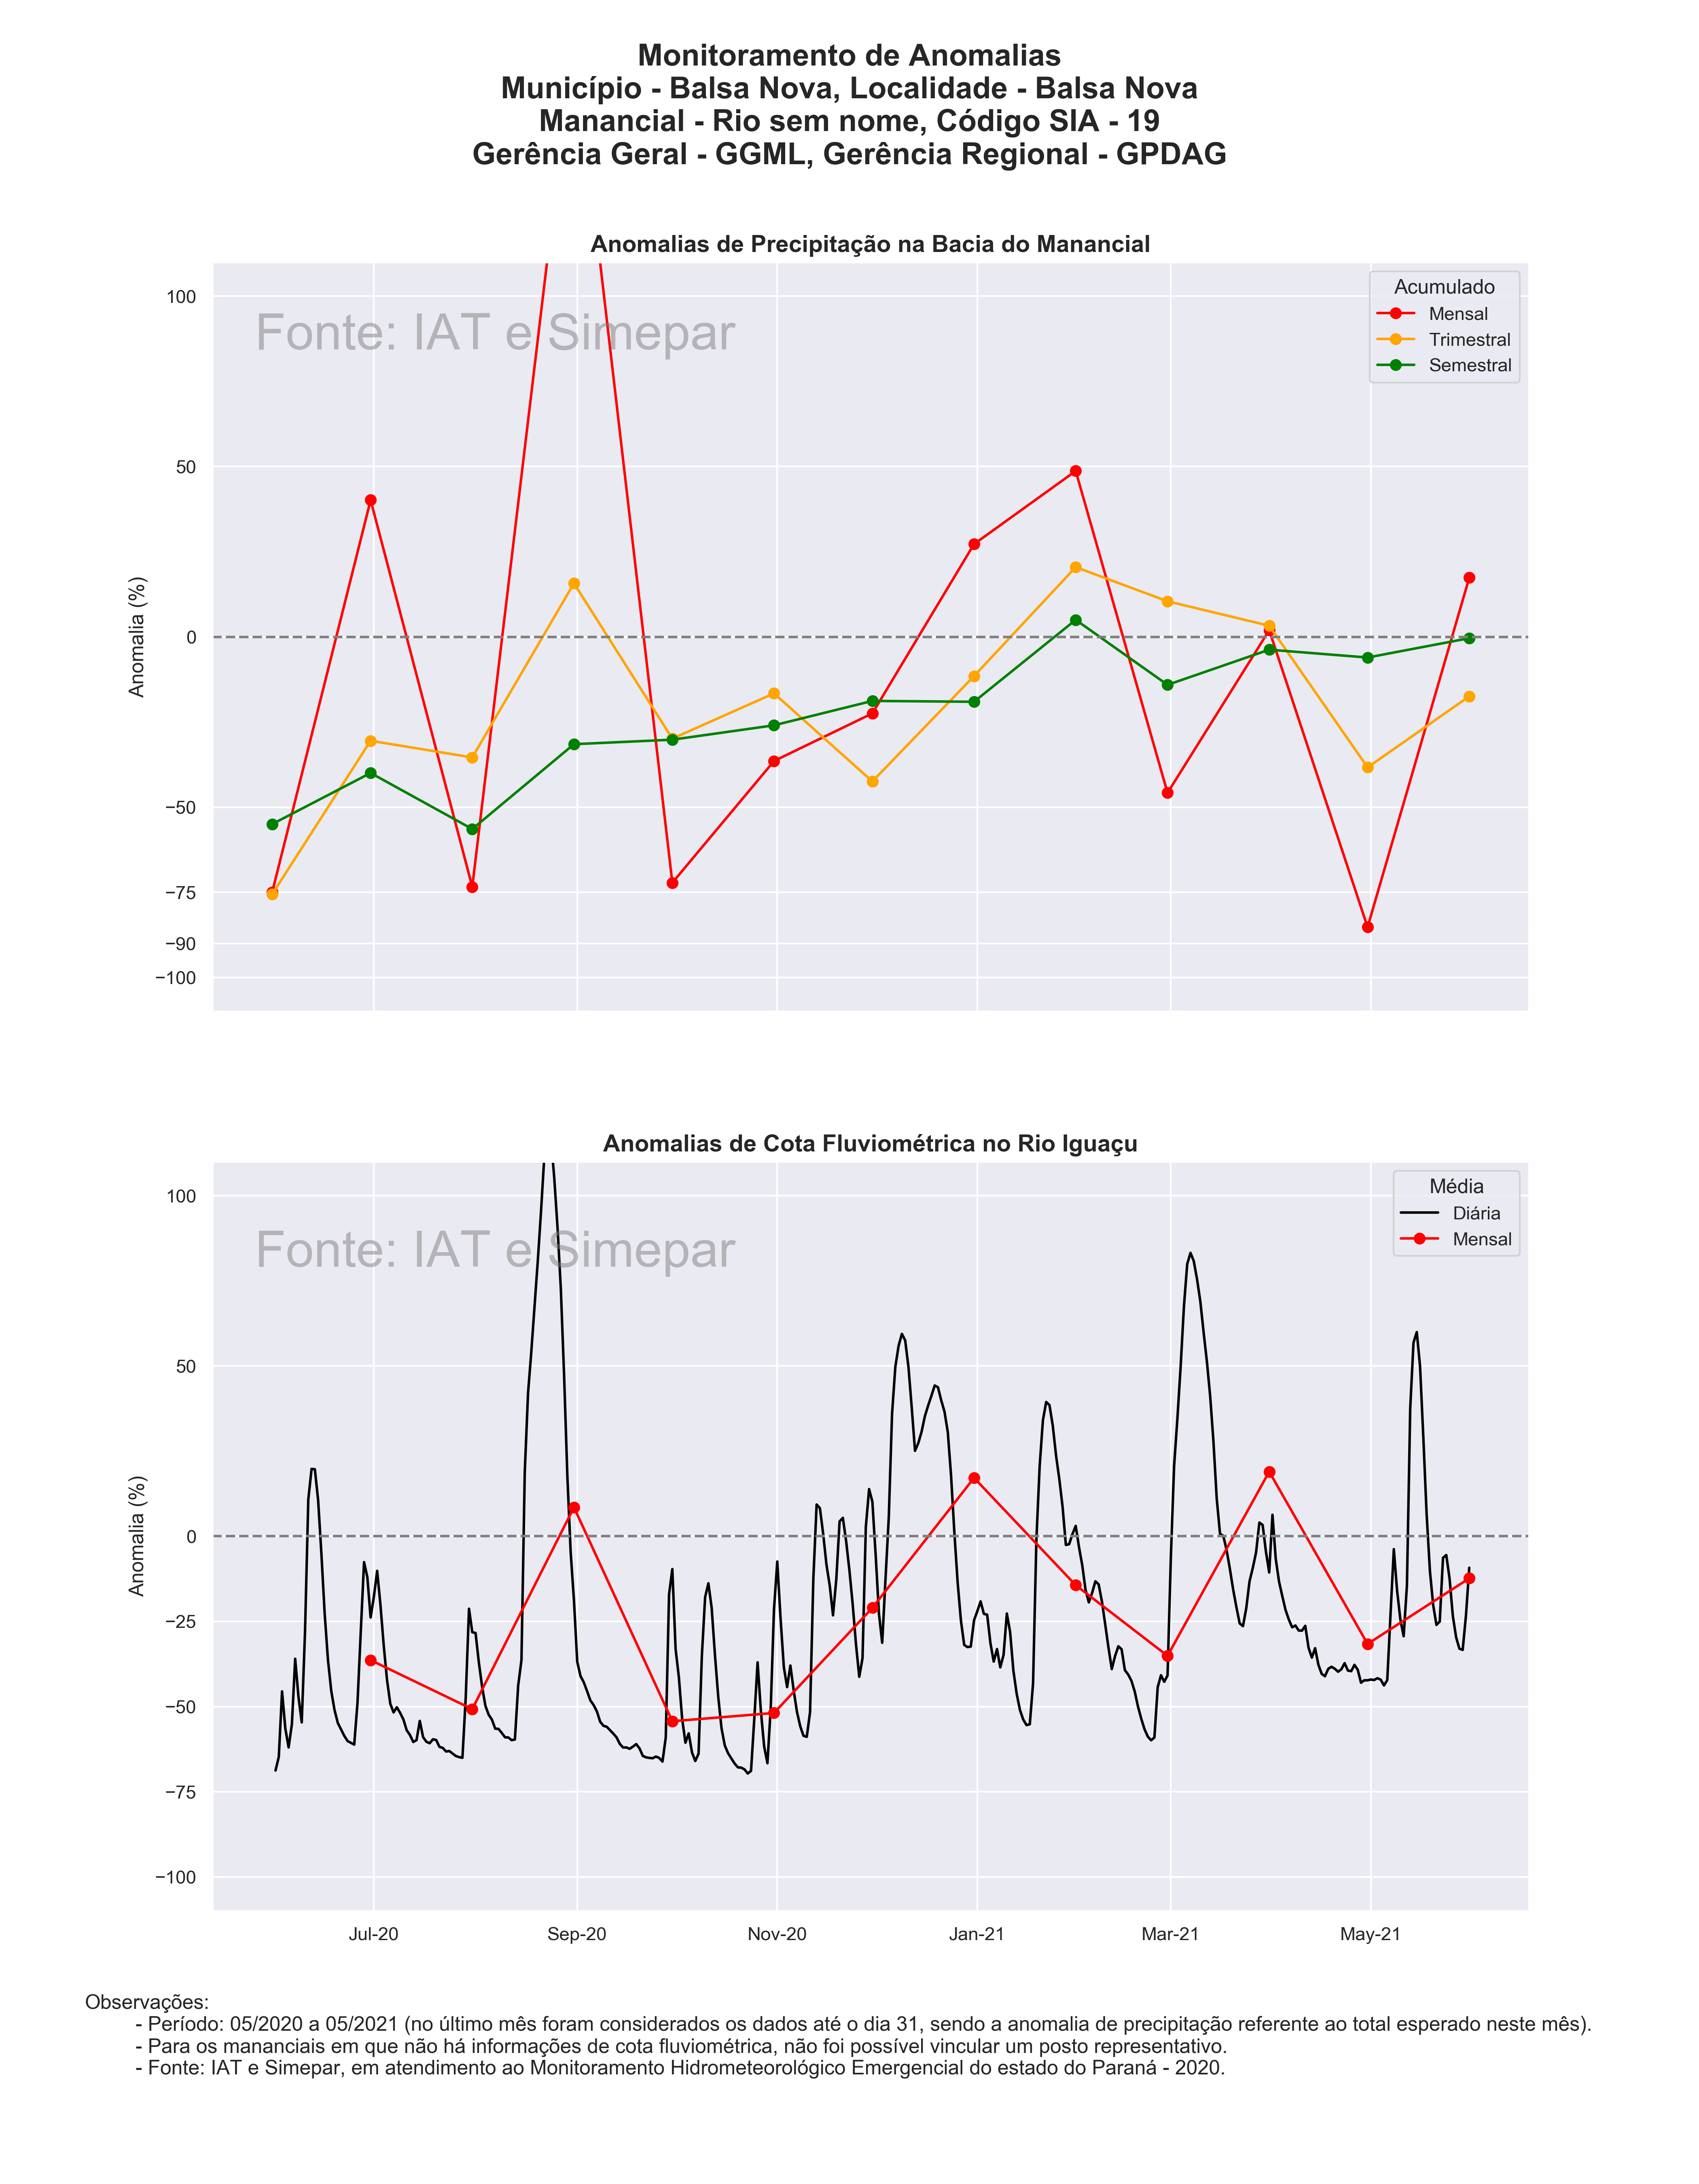 Monitoramento de Anomalias
Município - Balsa Nova, Localidade - Balsa Nova
Manancial - Rio sem nome, Código SIA - 19
Gerência Geral - GGML, Gerência Regional - GPDAG
Anomalias de Precipitação na Bacia do Manancial
Fonte: IAT e Simepar
Acumulado
Mensal
Trimestral
Semestral
Anomalia (%)
100
50
0
−50
−75
−90
−100
Anomalias de Cota Fluviométrica no Rio Iguaçu
Fonte: IAT e Simepar
Média
Diária
Mensal
Anomalia (%)
100
50
0
−25
−50
−75
−100
Jul-20 Sep-20 Nov-20 Jan-21 Mar-21 May-21
Observações:
- Período: 05/2020 a 05/2021 (no último mês foram considerados os dados até o dia 31, sendo a anomalia de precipitação referente ao total esperado neste mês).
- Para os mananciais em que não há informações de cota fluviométrica, não foi possível vincular um posto representativo.
- Fonte: IAT e Simepar, em atendimento ao Monitoramento Hidrometeorológico Emergencial do estado do Paraná - 2020.